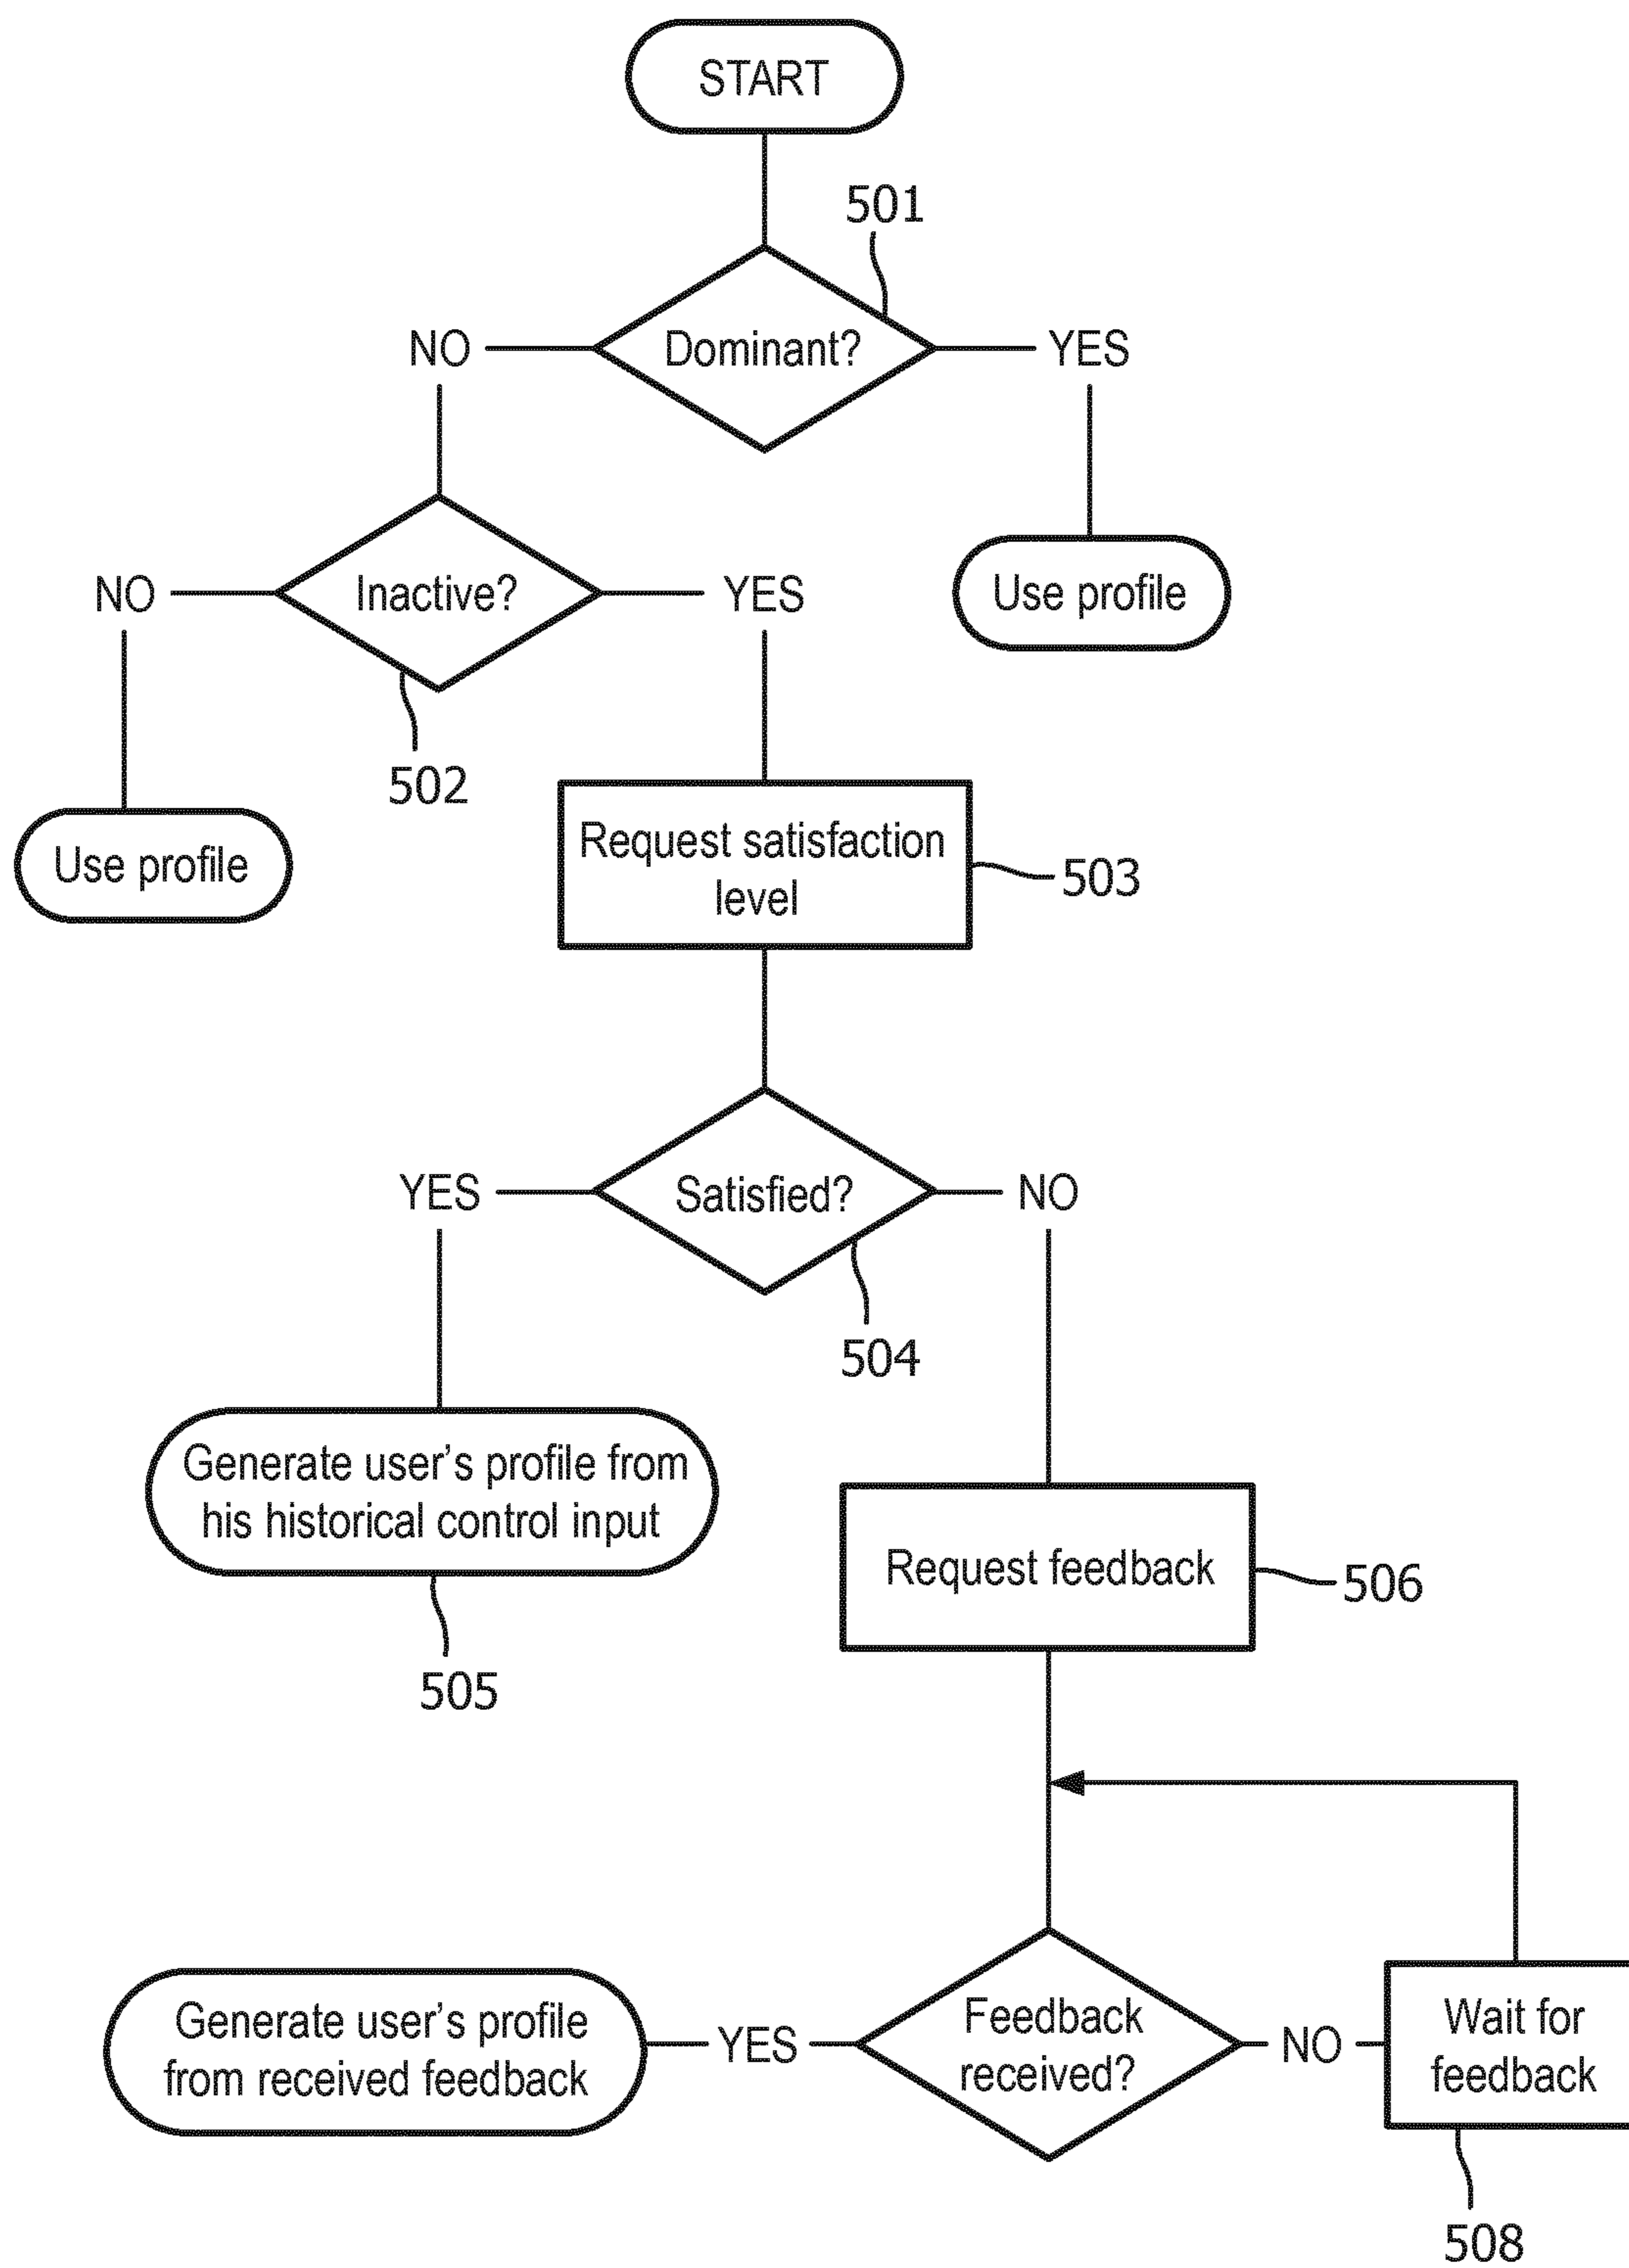 START
501
NO
Dominant?
YES
NO
Inactive?
YES
Use profile
502
Use profile
Request satisfaction
level
503
YES
Satisfied?
NO
504
Generate user's profile from
his historical control input
505
Request feedback
506
Generate user's profile
from received feedback
YES
Feedback
received?
NO
Wait for
feedback
508